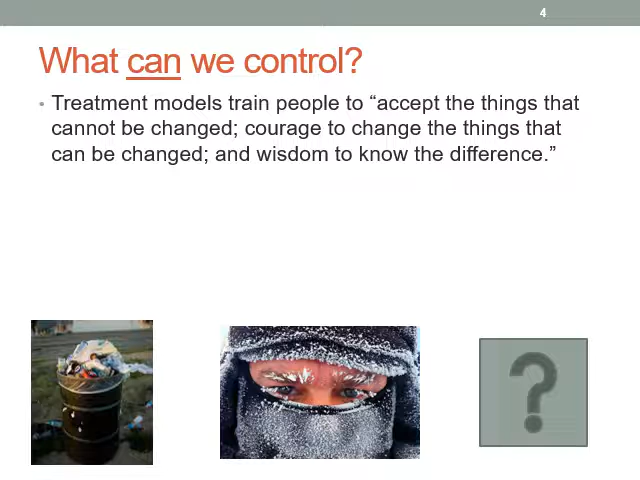 4
What can we control?
• Treatment models train people to “accept the things that
cannot be changed; courage to change the things that
can be changed; and wisdom to know the difference.”
?